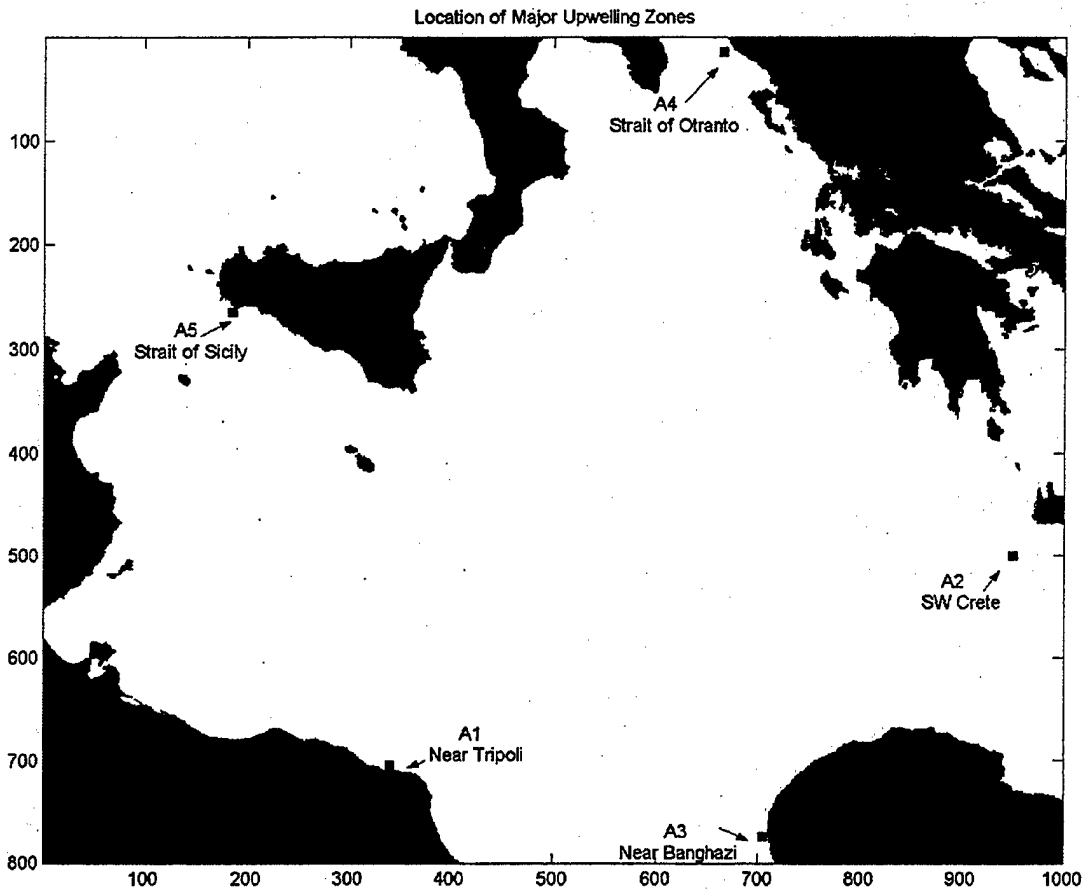 Location of Major Upwelling Zones
A4
Strait of Otranto
100
200
A5
Strait of Sicily
300
400
500
A2
SW Crete
600
A1
Near Tripoli
700
A3
Near Banghazi
800
100 200 300 400 500 600 700 800 900 1000